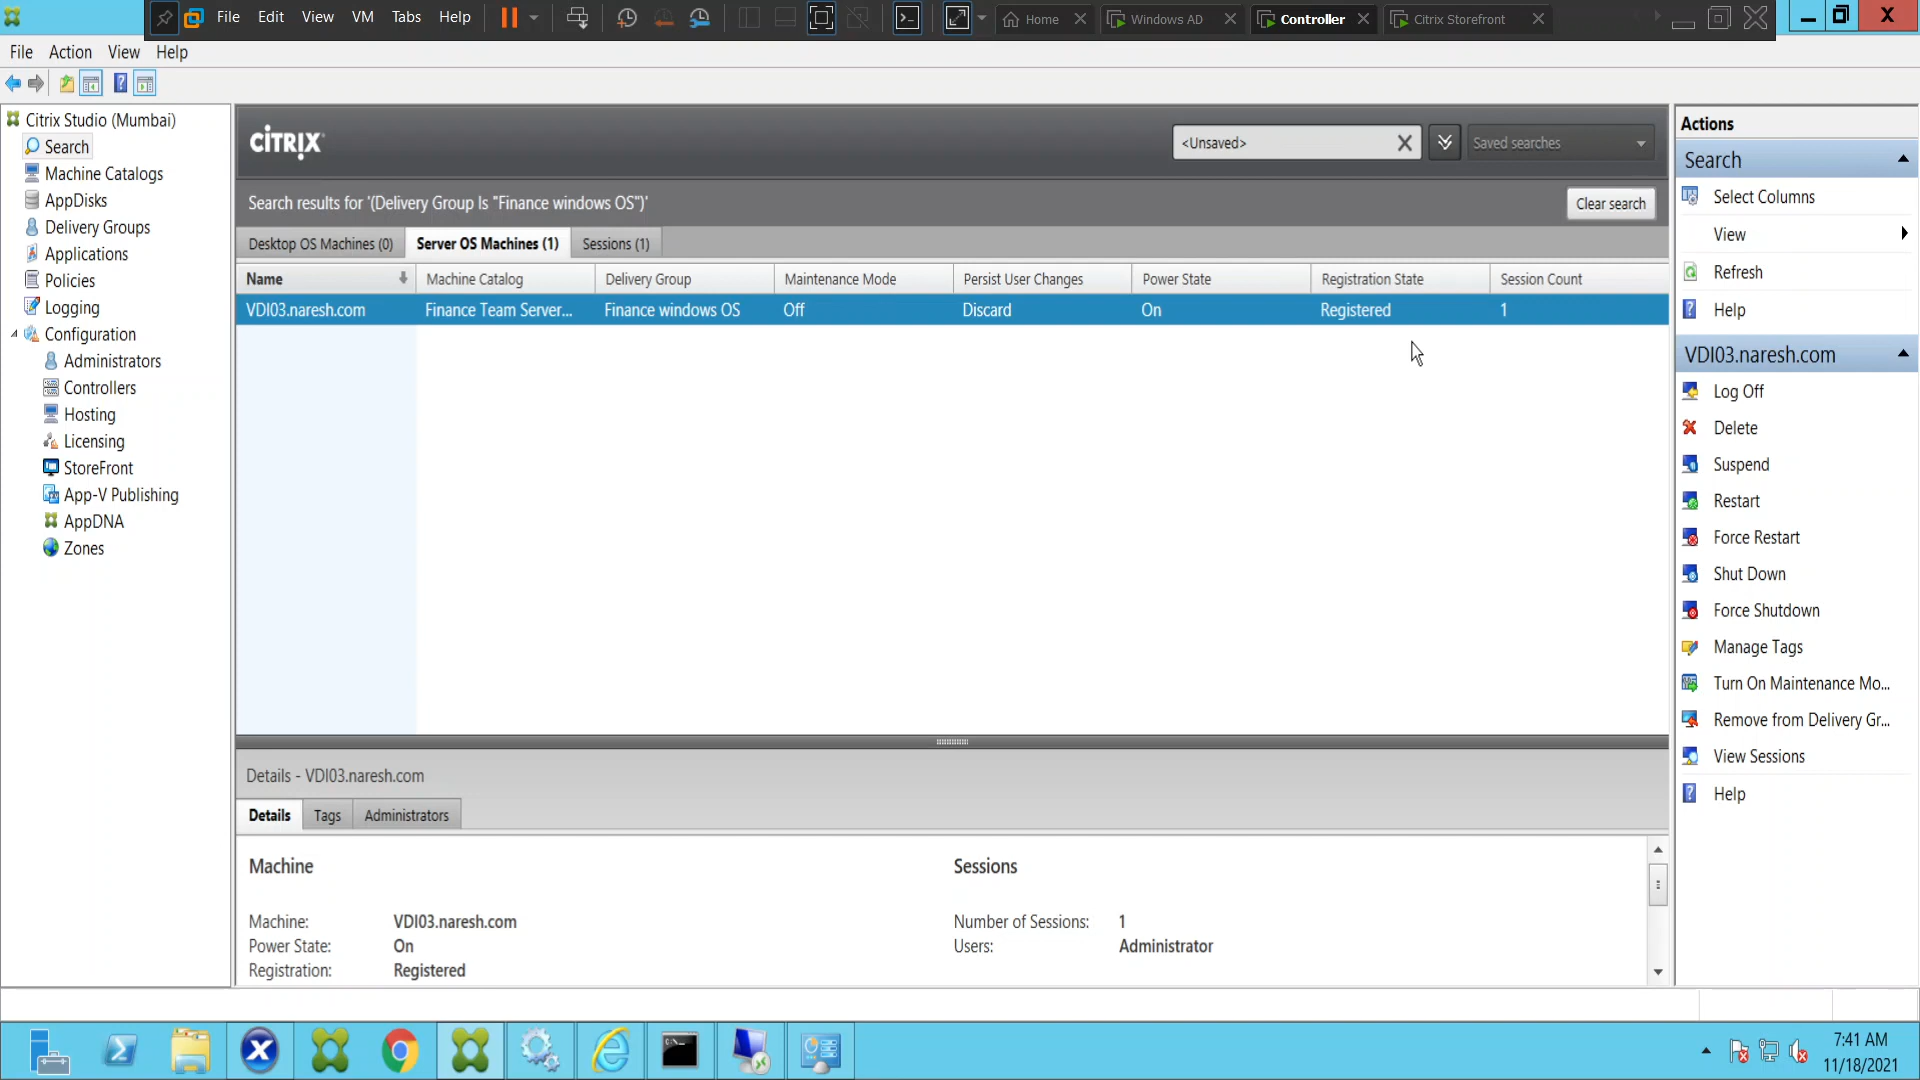 File Edit View VM Tabs Help
Home
Windows AD
Controller
Citrix Storefront
X
File Action View Help
Citrix Studio (Mumbai)
Search
Machine Catalogs
AppDisks
Delivery Groups
Applications
Policies
Logging
Configuration
Administrators
Controllers
Hosting
Licensing
StoreFront
App-V Publishing
AppDNA
Zones
CITRIX
<Unsaved>
Saved searches
Search results for '(Delivery Group Is "Finance windows OS")'
Clear search
Desktop OS Machines (0)
Server OS Machines (1)
Sessions (1)
Name Machine Catalog Delivery Group Maintenance Mode Persist User Changes Power State Registration State Session Count
VDI03.naresh.com Finance Team Server... Finance windows OS Off Discard On Registered 1
Details - VDI03.naresh.com
Details Tags Administrators
Machine
Machine: VDI03.naresh.com
Power State: On
Registration: Registered
Sessions
Number of Sessions: 1
Users: Administrator
Actions
Search
Select Columns
View
Refresh
Help
VDI03.naresh.com
Log Off
Delete
Suspend
Restart
Force Restart
Shut Down
Force Shutdown
Manage Tags
Turn On Maintenance Mo...
Remove from Delivery Gr...
View Sessions
Help
7:41 AM
11/18/2021